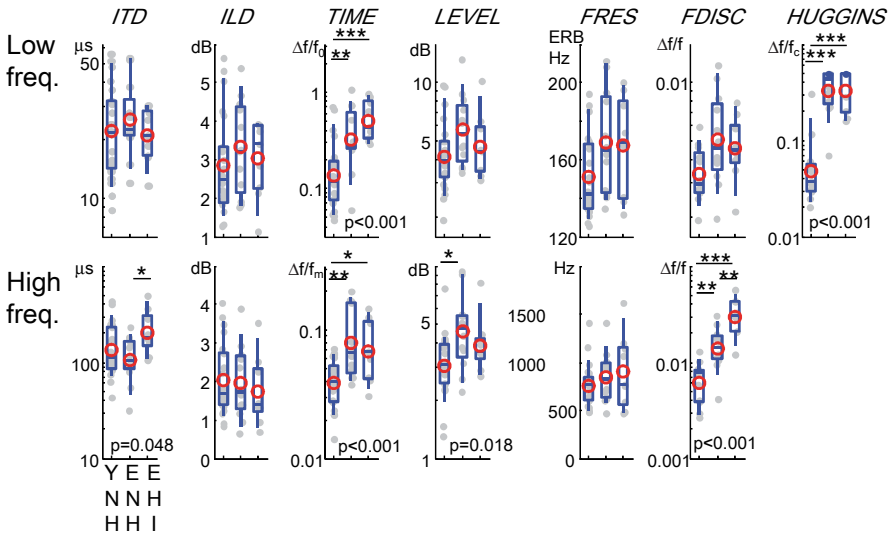 ITD ILD TIME LEVEL FRES FDISC HUGGINS
Low freq.
µs
50
10
dB
6
5
4
3
2
1
Δf/f
***
**
1
0.1
p<0.001
dB
10
5
ERB
Hz
200
180
160
140
120
Δf/f
0.01
Δf/fc
***
***
0.1
0.01
p<0.001
High freq.
µs
*
100
10
p=0.048
dB
4
3
2
1
0
Δf/fm
*
**
0.1
0.01
p<0.001
dB
*
5
1
p=0.018
Hz
1500
1000
500
0
Δf/f
***
** **
0.01
0.001
p<0.001
Y E E
N N H
H H I